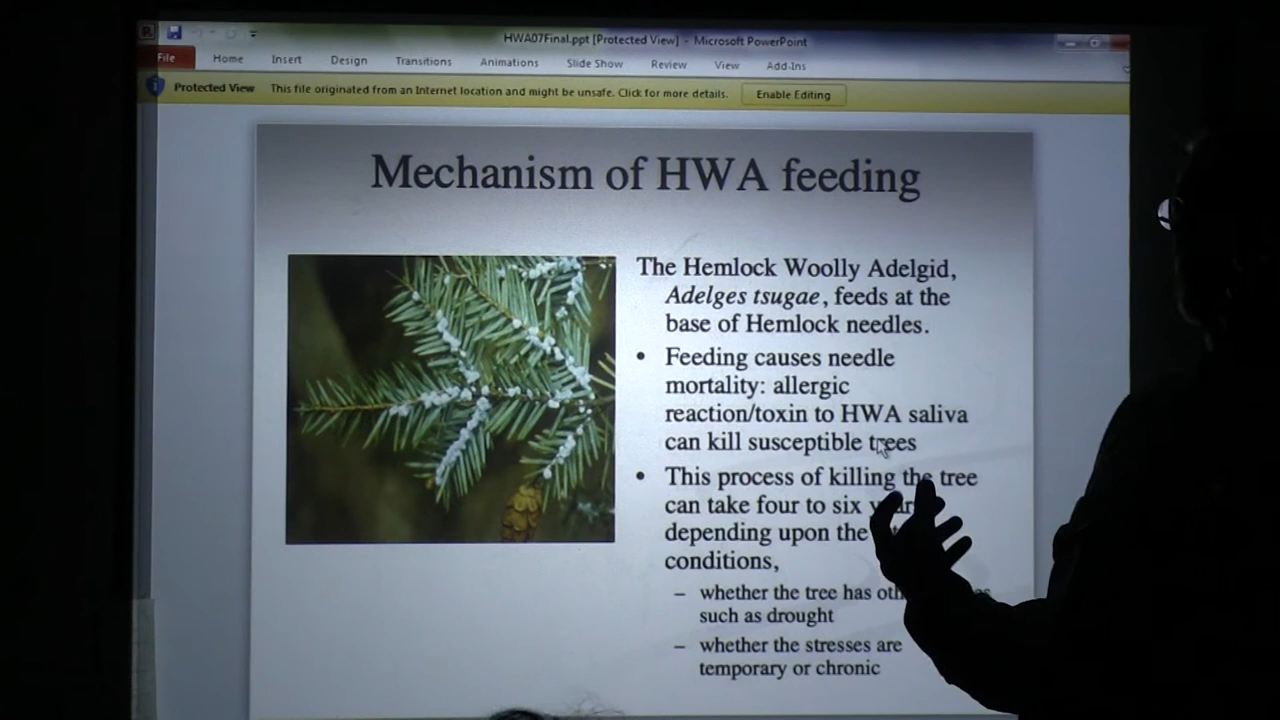 HWA07Final.ppt [Protected View] - Microsoft PowerPoint
File Home Insert Design Transitions Animations Slide Show Review View Add-Ins
Protected View This file originated from an Internet location and might be unsafe. Click for more details. Enable Editing
Mechanism of HWA feeding
The Hemlock Woolly Adelgid,
Adelges tsugae, feeds at the
base of Hemlock needles.
• Feeding causes needle
mortality: allergic
reaction/toxin to HWA saliva
can kill susceptible trees
• This process of killing the tree
can take four to six
depending upon the
conditions,
– whether the tree has
such as drought
– whether the stresses are
temporary or chronic